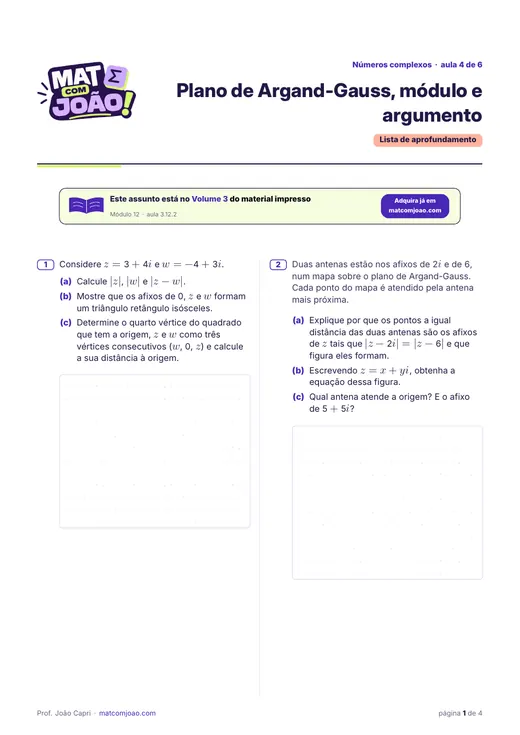 MAT
COM
JOÃO!
Números complexos · aula 4 de 6
Plano de Argand-Gauss, módulo e
argumento
Lista de aprofundamento
Este assunto está no Volume 3 do material impresso
Módulo 12 · aula 3.12.2
Adquira já em
matcomjoao.com
1 Considere z = 3 + 4i e w = −4 + 3i.
(a) Calcule |z|, |w| e |z − w|.
(b) Mostre que os afixos de 0, z e w formam
um triângulo retângulo isósceles.
(c) Determine o quarto vértice do quadrado
que tem a origem, z e w como três
vértices consecutivos (w, 0, z) e calcule
a sua distância à origem.
2 Duas antenas estão nos afixos de 2i e de 6,
num mapa sobre o plano de Argand-Gauss.
Cada ponto do mapa é atendido pela antena
mais próxima.
(a) Explique por que os pontos a igual
distância das duas antenas são os afixos
de z tais que |z − 2i| = |z − 6| e que
figura eles formam.
(b) Escrevendo z = x + yi, obtenha a
equação dessa figura.
(c) Qual antena atende a origem? E o afixo
de 5 + 5i?
Prof. João Capri · matcomjoao.com
página 1 de 4